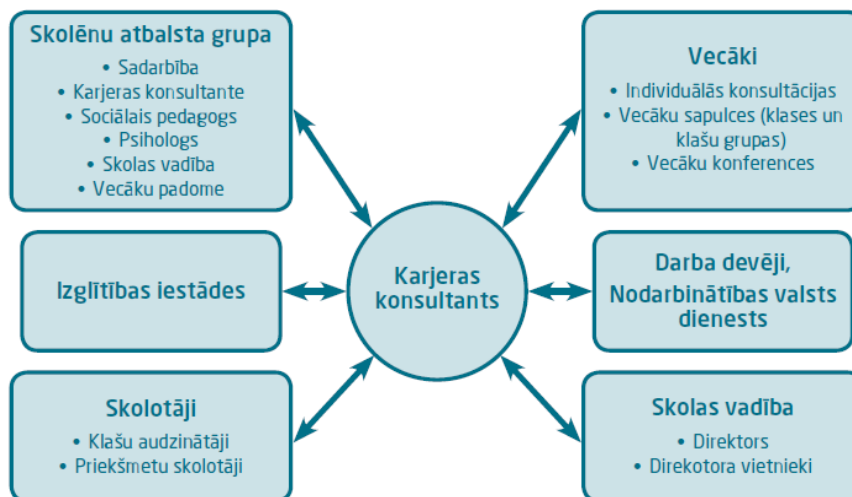 Skolēnu atbalsta grupa
• Sadarbība
• Karjeras konsultante
• Sociālais pedagogs
• Psihologs
• Skolas vadība
• Vecāku padome
Vecāki
• Individuālās konsultācijas
• Vecāku sapulces (klases un
klašu grupas)
• Vecāku konferences
Izglītības iestādes
Karjeras
konsultants
Darba devēji,
Nodarbinātības valsts
dienests
Skolotāji
• Klašu audzinātāji
• Priekšmetu skolotāji
Skolas vadība
• Direktors
• Direkotora vietnieki